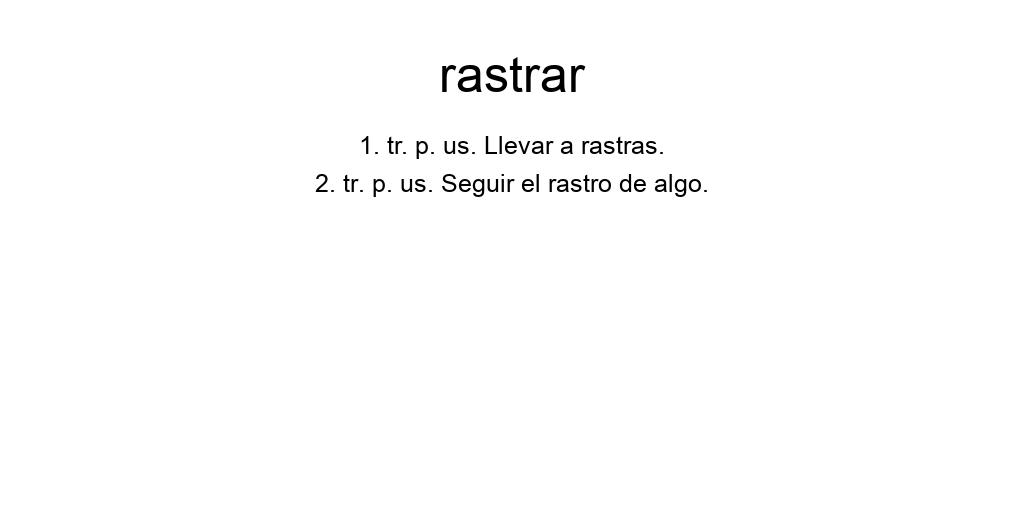 rastrar
1. tr. p. us. Llevar a rastras.
2. tr. p. us. Seguir el rastro de algo.